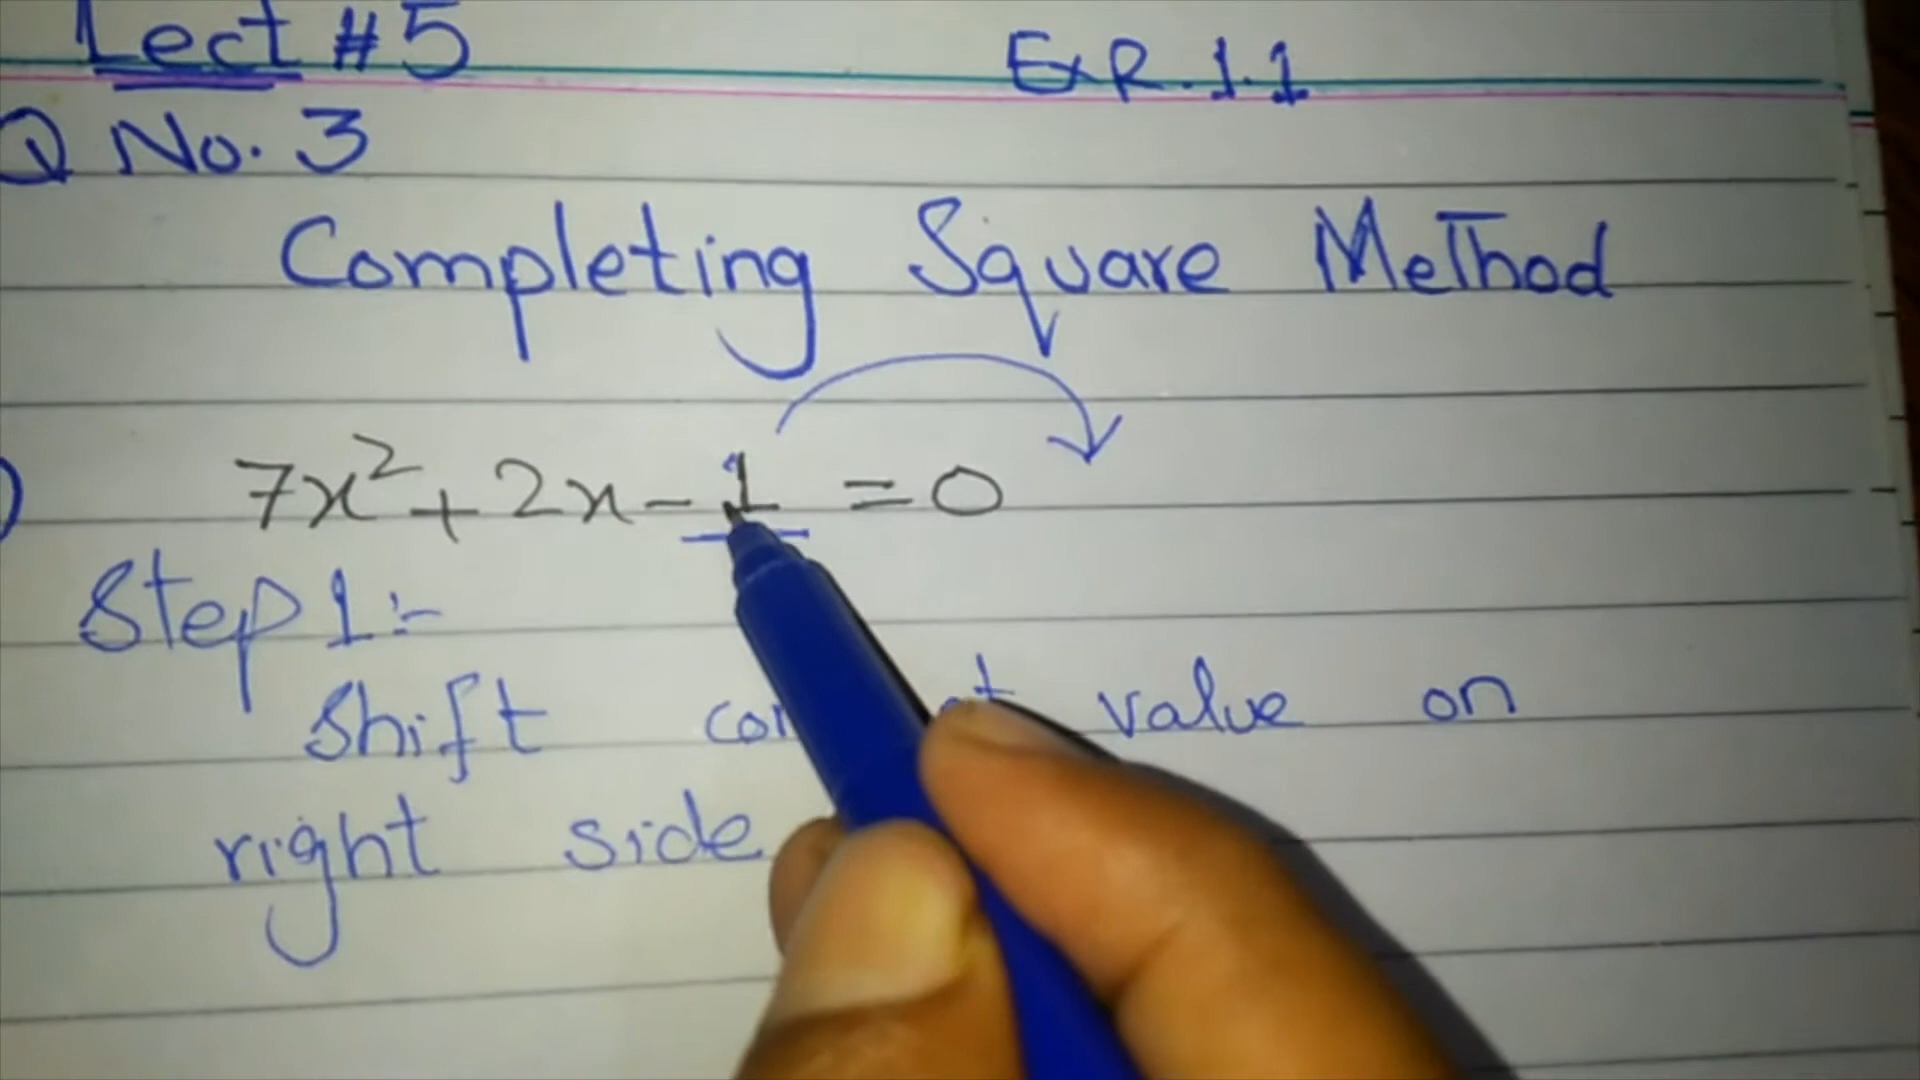 Lect #5 Ex R. 1.1
Q No. 3
Completing Square Method
7x²+2x-1=0
Step 1:-
Shift value on
right side